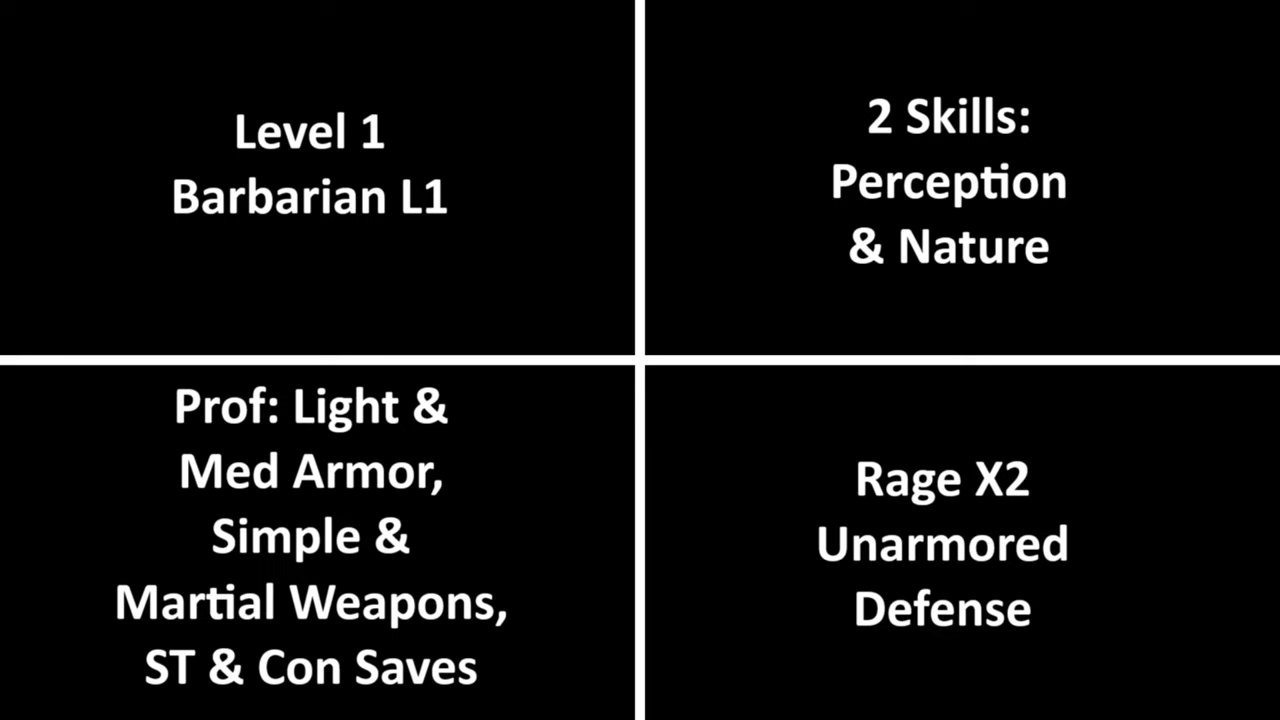 Level 1
Barbarian L1
2 Skills:
Perception
& Nature
Prof: Light &
Med Armor,
Simple &
Martial Weapons,
ST & Con Saves
Rage X2
Unarmored
Defense